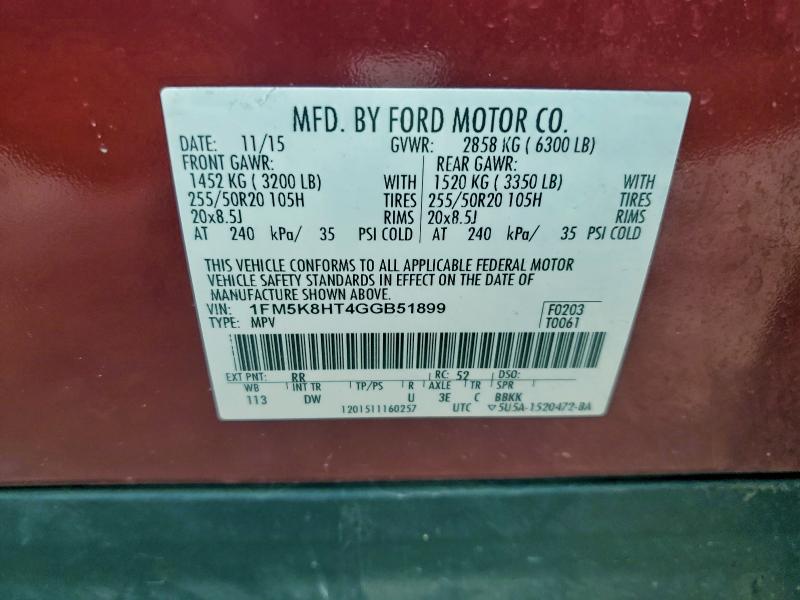 MFD. BY FORD MOTOR CO.
DATE: 11/15 GVWR: 2858 KG ( 6300 LB)
FRONT GAWR: REAR GAWR:
1452 KG ( 3200 LB) WITH 1520 KG ( 3350 LB) WITH
255/50R20 105H TIRES 255/50R20 105H TIRES
20x8.5J RIMS 20x8.5J RIMS
AT 240 kPa/ 35 PSI COLD AT 240 kPa/ 35 PSI COLD
THIS VEHICLE CONFORMS TO ALL APPLICABLE FEDERAL MOTOR
VEHICLE SAFETY STANDARDS IN EFFECT ON THE DATE OF
MANUFACTURE SHOWN ABOVE.
VIN: 1FM5K8HT4GGB51899 F0203
TYPE: MPV T0061
EXT PNT: RR RC: 52 DSO:
WB INT TR TP/PS R AXLE TR SPR
113 DW U 3E C BBKK
1201511160257 UTC ▽5U5A-1520472-BA